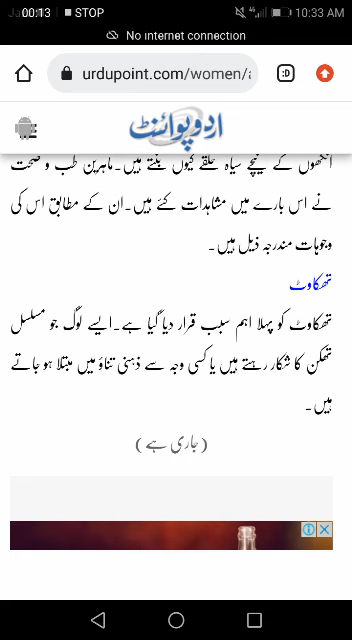 00:13 STOP 10:33 AM
No internet connection
urdupoint.com/women/
:D
اردوپوائنٹ
آنکھوں کے نیچے سیاہ حلقے کیوں بنتے ہیں۔ماہرین طب و صحت
نے اس بارے میں مشاہدات کئے ہیں۔ان کے مطابق اس کی
وجوہات مندرجہ ذیل ہیں۔
تھکاوٹ
تھکاوٹ کو پہلا اہم سبب قرار دیا گیا ہے۔ایسے لوگ جو مسلسل
تھکن کا شکار رہتے ہیں یا کسی وجہ سے ذہنی تناؤ میں مبتلا ہو جاتے
ہیں۔
(جاری ہے)